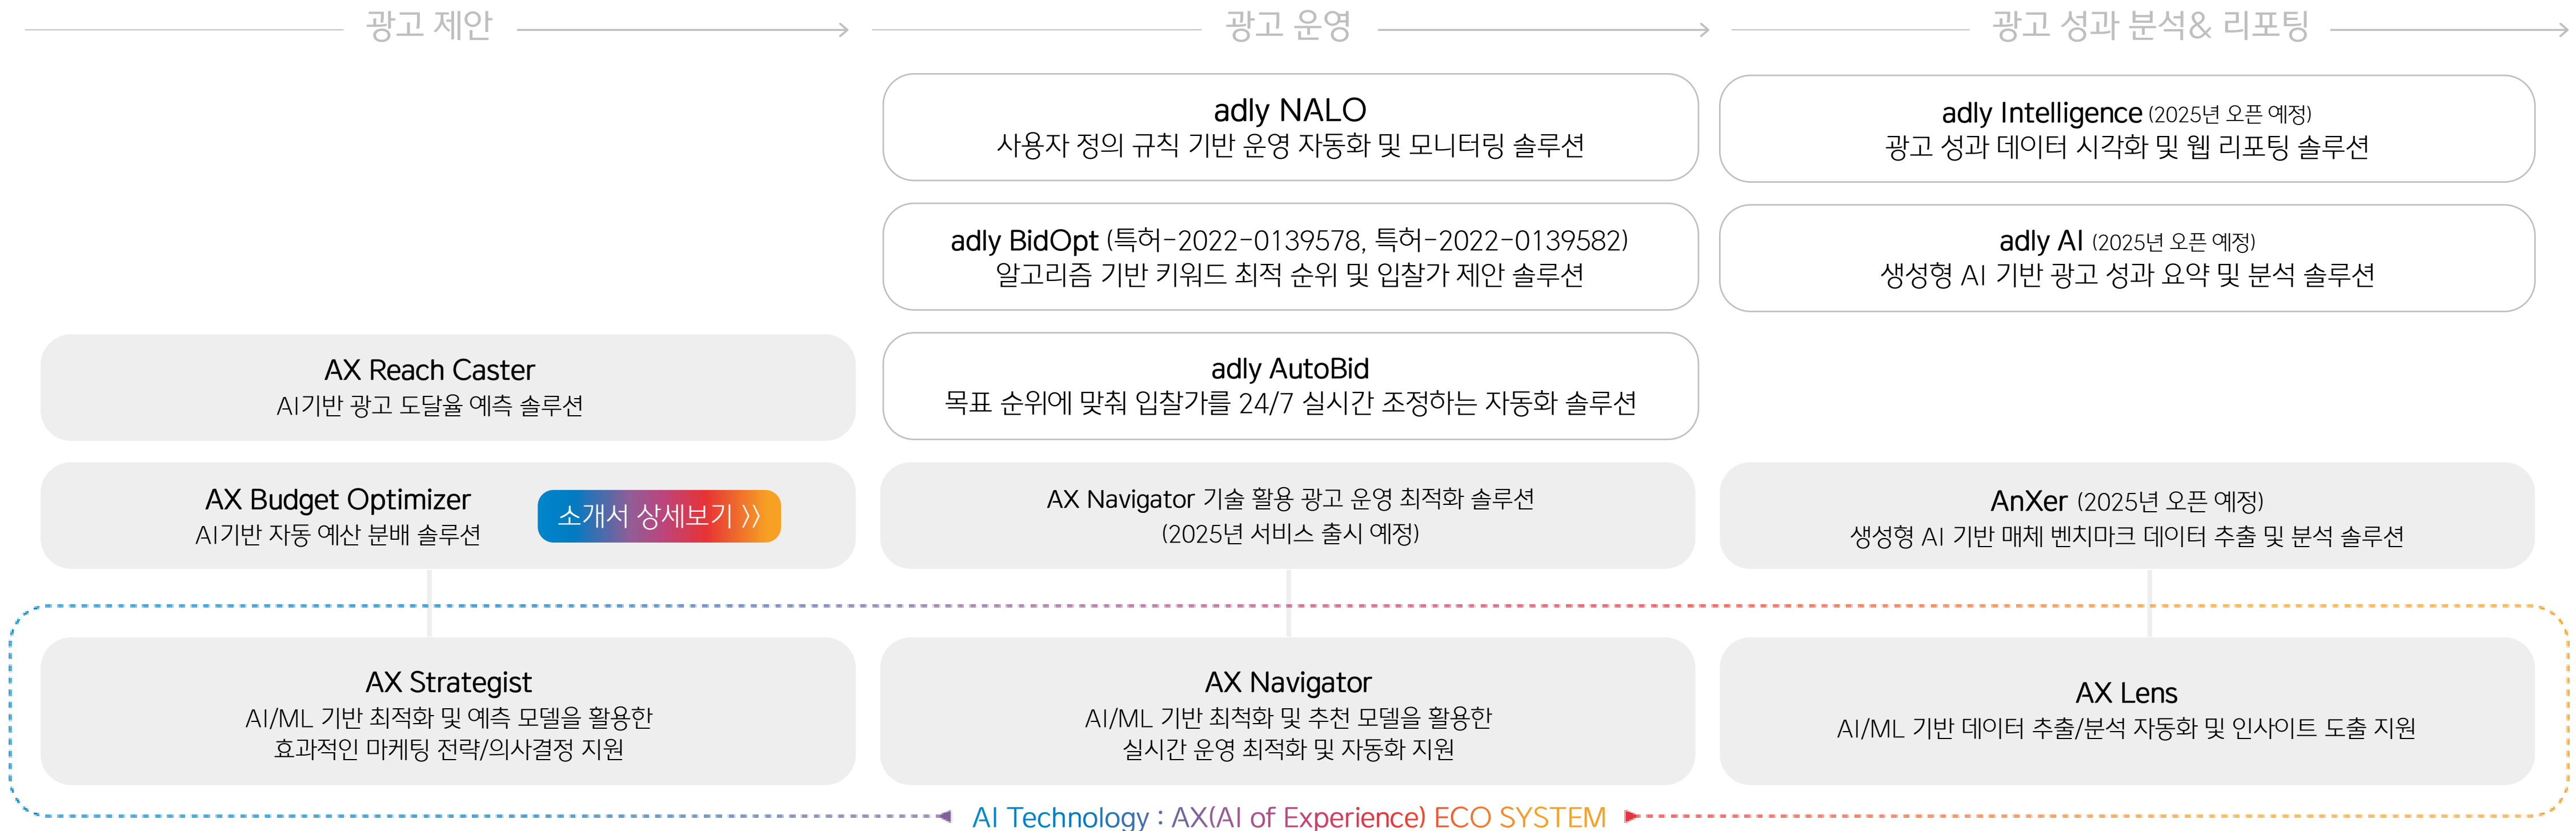 광고 제안
광고 운영
광고 성과 분석& 리포팅
adly NALO
사용자 정의 규칙 기반 운영 자동화 및 모니터링 솔루션
adly Intelligence (2025년 오픈 예정)
광고 성과 데이터 시각화 및 웹 리포팅 솔루션
adly BidOpt (특허-2022-0139578, 특허-2022-0139582)
알고리즘 기반 키워드 최적 순위 및 입찰가 제안 솔루션
adly AI (2025년 오픈 예정)
생성형 AI 기반 광고 성과 요약 및 분석 솔루션
AX Reach Caster
AI기반 광고 도달율 예측 솔루션
adly AutoBid
목표 순위에 맞춰 입찰가를 24/7 실시간 조정하는 자동화 솔루션
AX Budget Optimizer
AI기반 자동 예산 분배 솔루션
소개서 상세보기 》
AX Navigator 기술 활용 광고 운영 최적화 솔루션
(2025년 서비스 출시 예정)
AnXer (2025년 오픈 예정)
생성형 AI 기반 매체 벤치마크 데이터 추출 및 분석 솔루션
AX Strategist
AI/ML 기반 최적화 및 예측 모델을 활용한
효과적인 마케팅 전략/의사결정 지원
AX Navigator
AI/ML 기반 최척화 및 추천 모델을 활용한
실시간 운영 최적화 및 자동화 지원
AX Lens
AI/ML 기반 데이터 추출/분석 자동화 및 인사이트 도출 지원
AI Technology : AX(AI of Experience) ECO SYSTEM